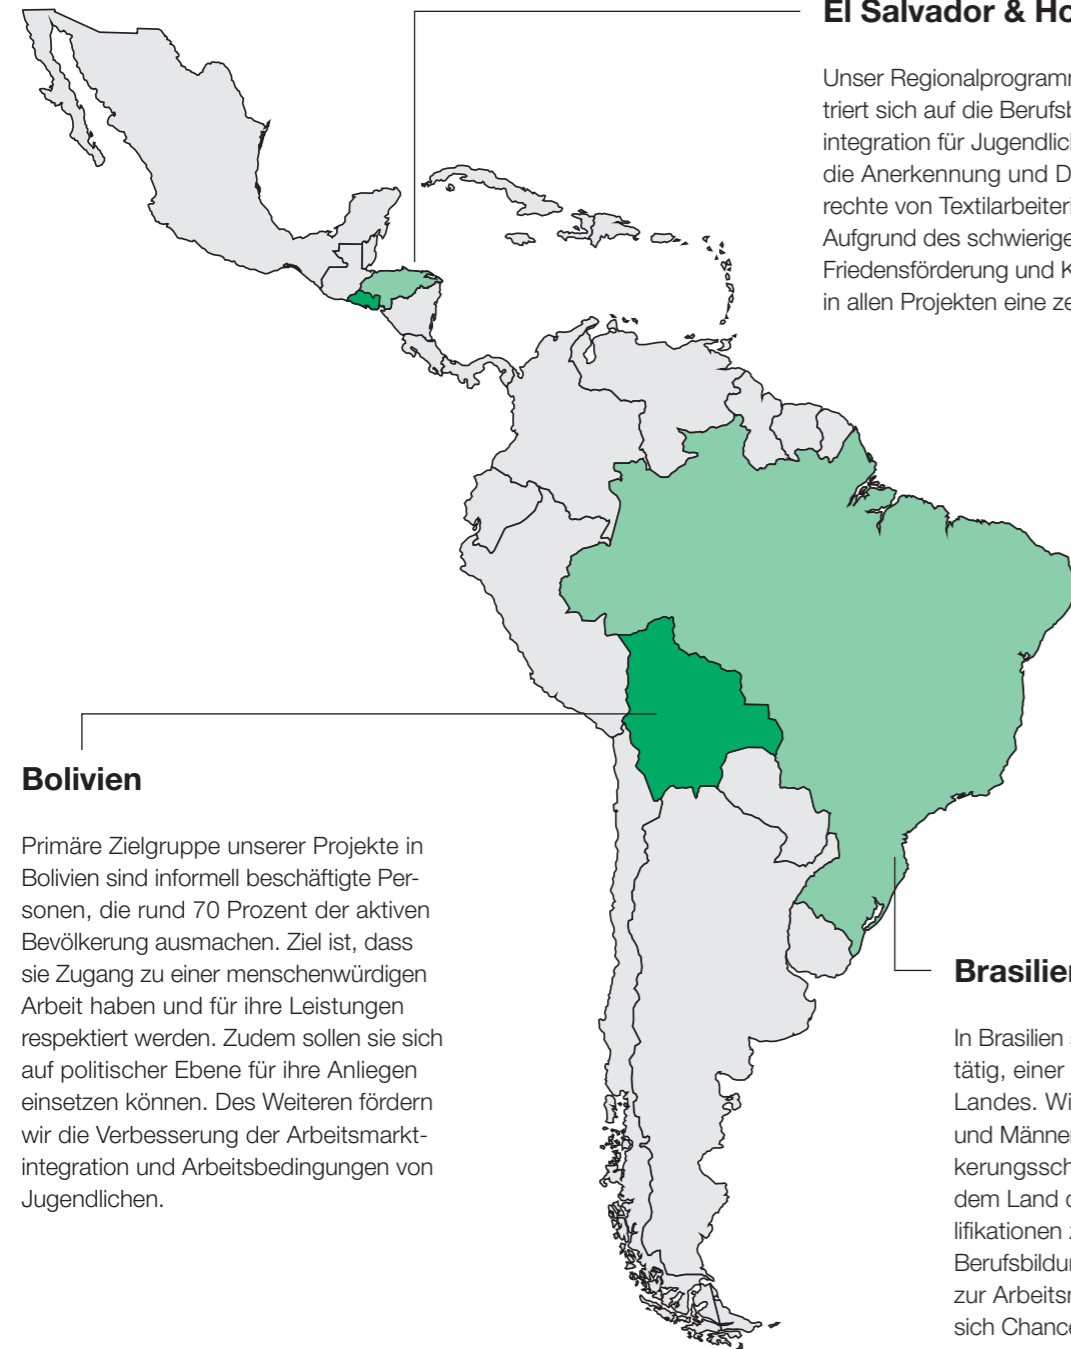 El Salvador & Ho
Unser Regionalprogramm
triert sich auf die Berufsb
integration für Jugendlich
die Anerkennung und D
rechte von Textilarbeiteri
Aufgrund des schwierige
Friedensförderung und K
in allen Projekten eine ze
Bolivien
Primäre Zielgruppe unserer Projekte in
Bolivien sind informell beschäftigte Per-
sonen, die rund 70 Prozent der aktiven
Bevölkerung ausmachen. Ziel ist, dass
sie Zugang zu einer menschenwürdigen
Arbeit haben und für ihre Leistungen
respektiert werden. Zudem sollen sie sich
auf politischer Ebene für ihre Anliegen
einsetzen können. Des Weiteren fördern
wir die Verbesserung der Arbeitsmarkt-
integration und Arbeitsbedingungen von
Jugendlichen.
Brasilien
In Brasilien
tätig, einer
Landes. Wi
und Männer
kerungssch
dem Land
lifikationen
Berufsbildu
zur Arbeitsm
sich Chance